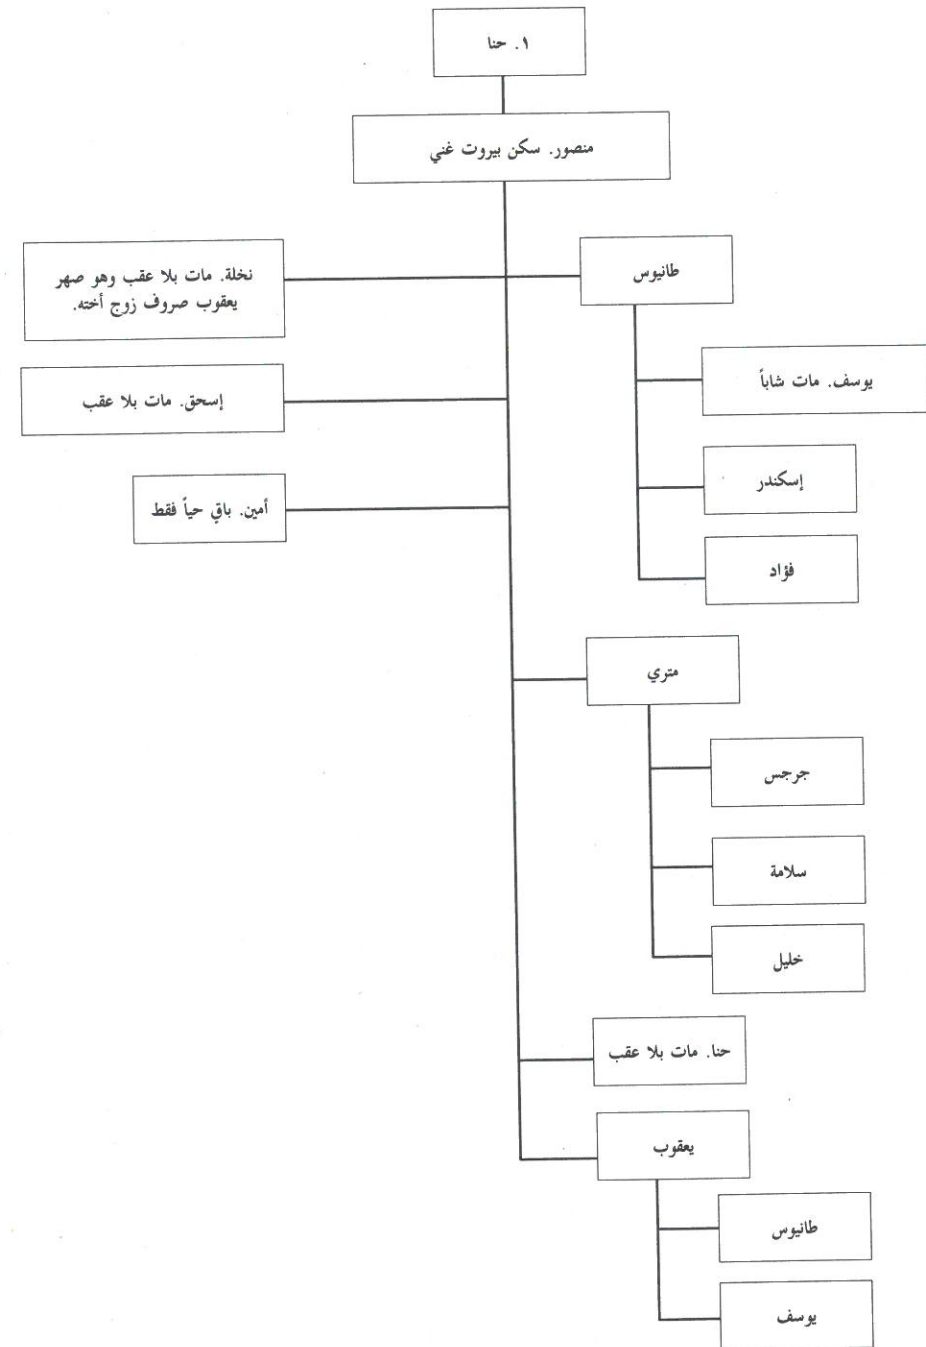 ١. حنا
منصور. سكن بيروت غني
طانيوس
يوسف. مات شاباً
إسكندر
فؤاد
متري
جرجس
سلامة
خليل
حنا. مات بلا عقب
يعقوب
طانيوس
يوسف
نخلة. مات بلا عقب وهو صهر
يعقوب صروف زوج أخته.
إسحق. مات بلا عقب
أمين. باقٍ حياً فقط